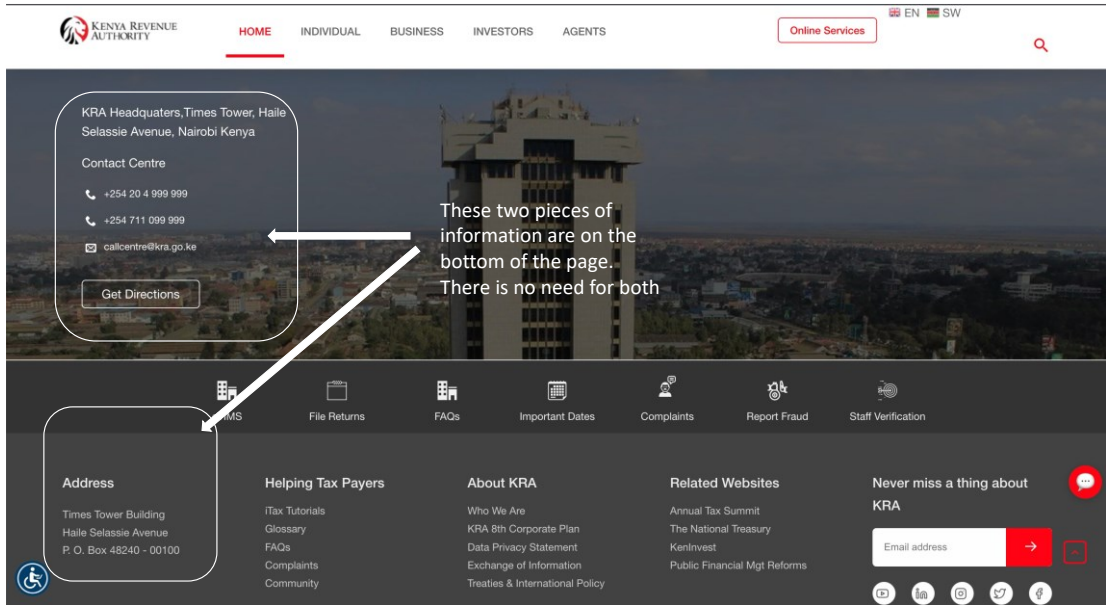 EN SW
KENYA REVENUE
AUTHORITY
HOME INDIVIDUAL BUSINESS INVESTORS AGENTS
Online Services
KRA Headquaters,Times Tower, Haile
Selassie Avenue, Nairobi Kenya
Contact Centre
+254 20 4 999 999
+254 711 099 999
callcentre@kra.go.ke
Get Directions
These two pieces of
information are on the
bottom of the page.
There is no need for both
File Returns FAQs Important Dates Complaints Report Fraud Staff Verification
Address
Times Tower Building
Haile Selassie Avenue
P. O. Box 48240 - 00100
Helping Tax Payers
iTax Tutorials
Glossary
FAQs
Complaints
Community
About KRA
Who We Are
KRA 8th Corporate Plan
Data Privacy Statement
Exchange of Information
Treaties & International Policy
Related Websites
Annual Tax Summit
The National Treasury
KenInvest
Public Financial Mgt Reforms
Never miss a thing about
KRA
Email address